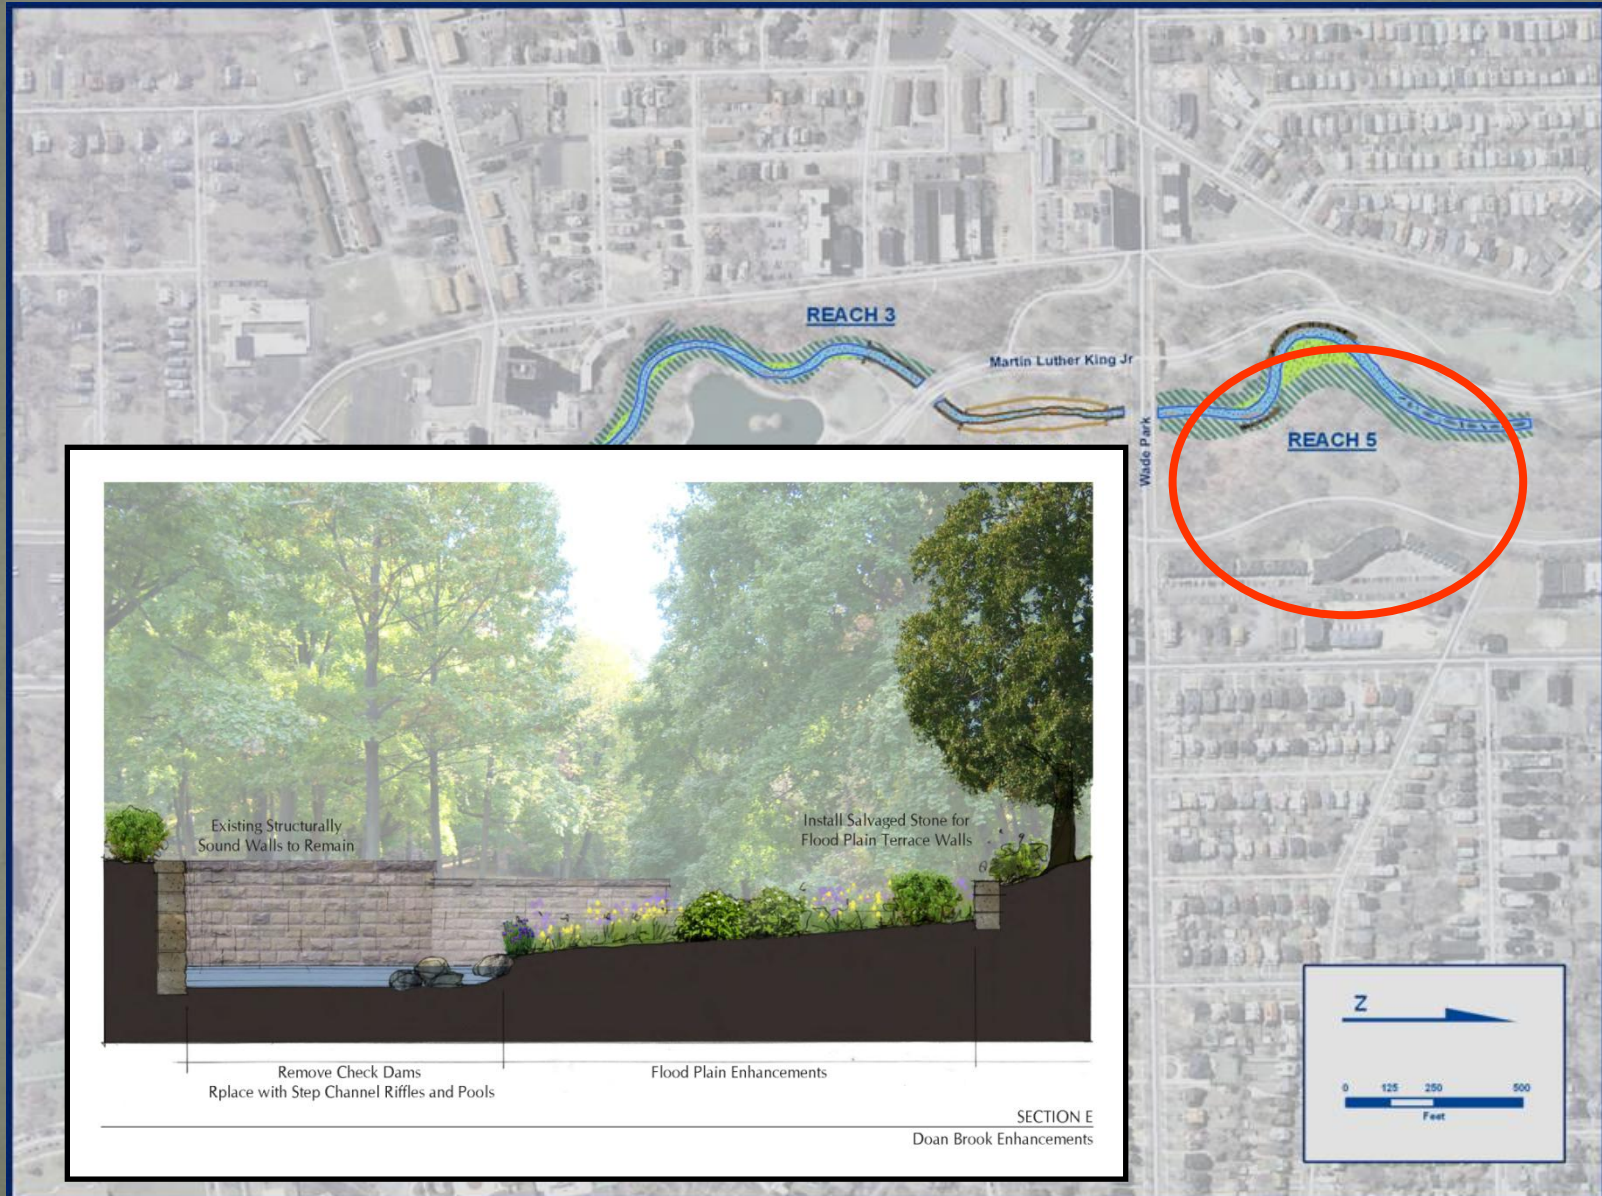 REACH 3
Martin Luther King Jr
Wade Park
REACH 5
Existing Structurally
Sound Walls to Remain
Install Salvaged Stone for
Flood Plain Terrace Walls
Remove Check Dams
Rplace with Step Channel Riffles and Pools
Flood Plain Enhancements
SECTION E
Doan Brook Enhancements
Z
0 125 250 500
Feet